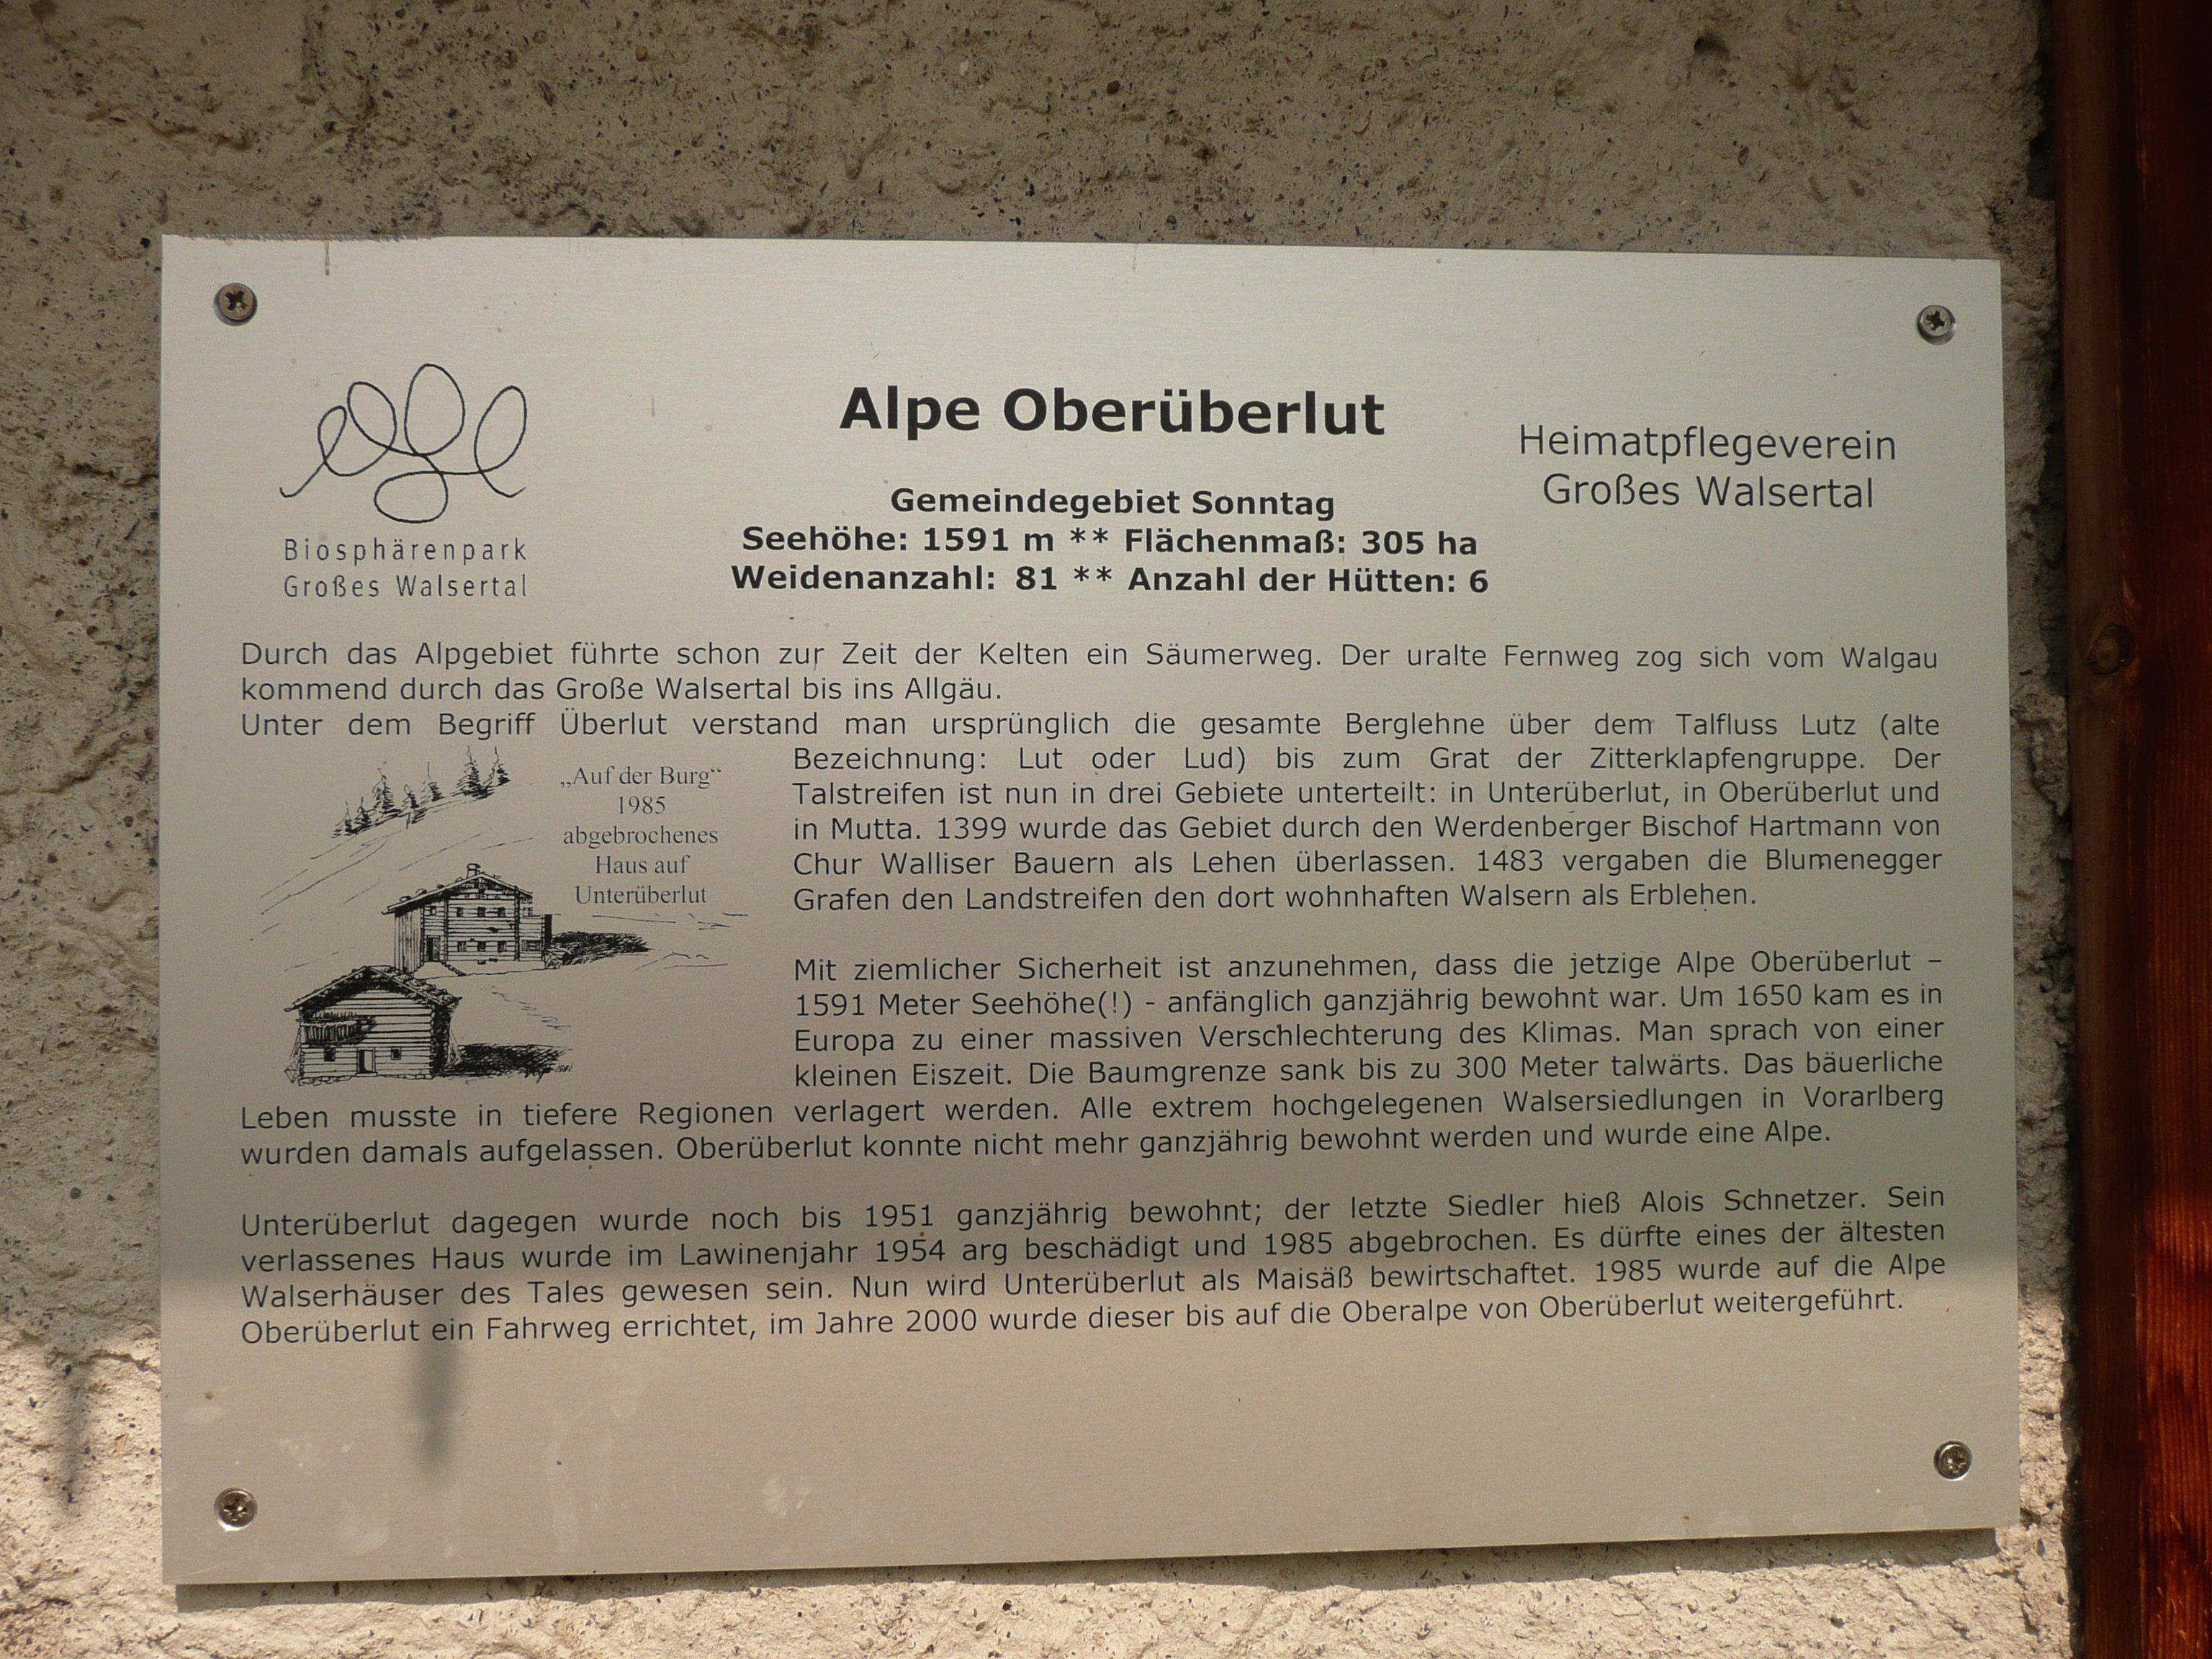 Alpe Oberüberlut
Heimatpflegeverein
Großes Walsertal
Biosphärenpark
Großes Walsertal
Gemeindegebiet Sonntag
Seehöhe: 1591 m ** Flächenmaß: 305 ha
Weidenanzahl: 81 ** Anzahl der Hütten: 6
Durch das Alpgebiet führte schon zur Zeit der Kelten ein Säumerweg. Der uralte Fernweg zog sich vom Walgau
kommend durch das Große Walsertal bis ins Allgäu.
Unter dem Begriff Überlut verstand man ursprünglich die gesamte Berglehne über dem Talfluss Lutz (alte
Bezeichnung: Lut oder Lud) bis zum Grat der Zitterklapfengruppe. Der
Talstreifen ist nun in drei Gebiete unterteilt: in Unterüberlut, in Oberüberlut und
in Mutta. 1399 wurde das Gebiet durch den Werdenberger Bischof Hartmann von
Chur Walliser Bauern als Lehen überlassen. 1483 vergaben die Blumenegger
Grafen den Landstreifen den dort wohnhaften Walsern als Erblehen.
„Auf der Burg“
1985
abgebrochenes
Haus auf
Unterüberlut
Mit ziemlicher Sicherheit ist anzunehmen, dass die jetzige Alpe Oberüberlut –
1591 Meter Seehöhe(!) - anfänglich ganzjährig bewohnt war. Um 1650 kam es in
Europa zu einer massiven Verschlechterung des Klimas. Man sprach von einer
kleinen Eiszeit. Die Baumgrenze sank bis zu 300 Meter talwärts. Das bäuerliche
Leben musste in tiefere Regionen verlagert werden. Alle extrem hochgelegenen Walsersiedlungen in Vorarlberg
wurden damals aufgelassen. Oberüberlut konnte nicht mehr ganzjährig bewohnt werden und wurde eine Alpe.
Unterüberlut dagegen wurde noch bis 1951 ganzjährig bewohnt; der letzte Siedler hieß Alois Schnetzer. Sein
verlassenes Haus wurde im Lawinenjahr 1954 arg beschädigt und 1985 abgebrochen. Es dürfte eines der ältesten
Walserhäuser des Tales gewesen sein. Nun wird Unterüberlut als Maisäß bewirtschaftet. 1985 wurde auf die Alpe
Oberüberlut ein Fahrweg errichtet, im Jahre 2000 wurde dieser bis auf die Oberalpe von Oberüberlut weitergeführt.